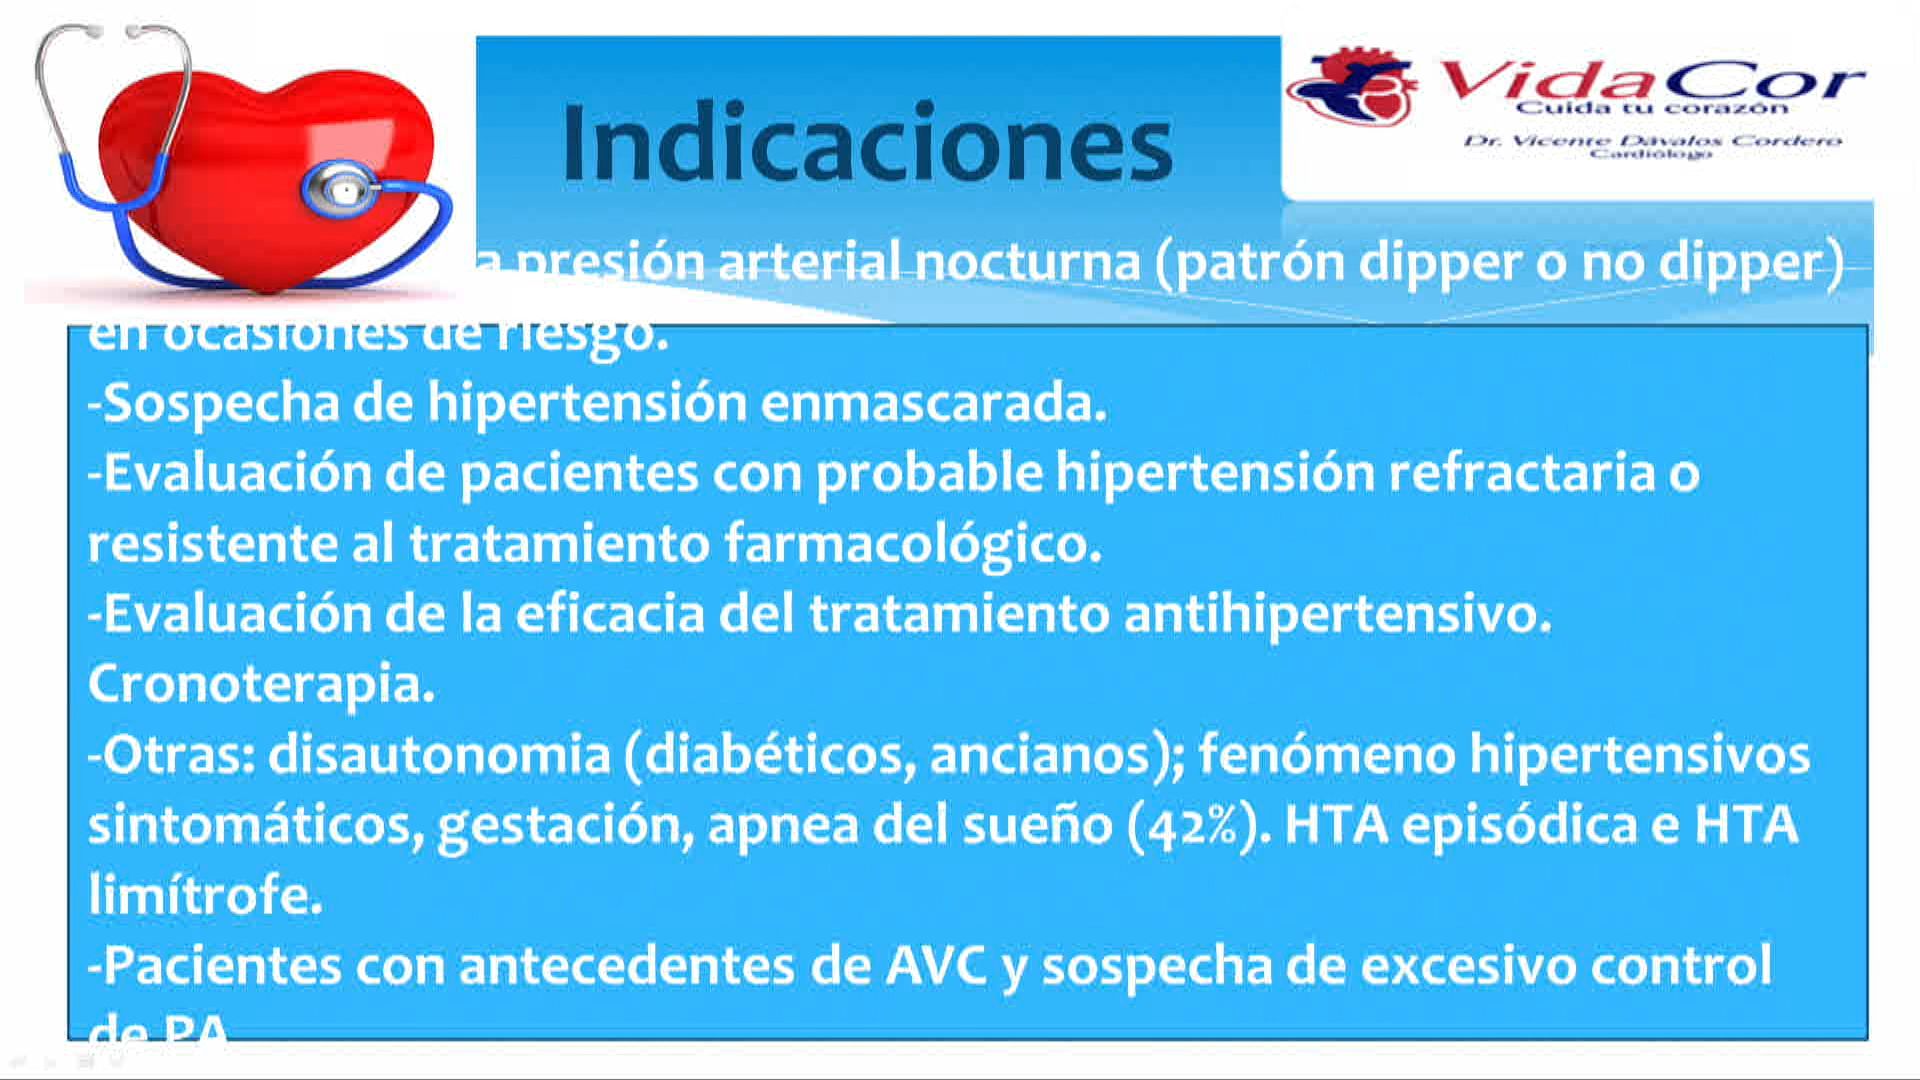 Indicaciones
VidaCor
Cuida tu corazón
Dr. Vicente Dávalos Cordero
Cardiólogo
a presión arterial nocturna (patrón dipper o no dipper)
en ocasiones de riesgo.
-Sospecha de hipertensión enmascarada.
-Evaluación de pacientes con probable hipertensión refractaria o
resistente al tratamiento farmacológico.
-Evaluación de la eficacia del tratamiento antihipertensivo.
Cronoterapia.
-Otras: disautonomia (diabéticos, ancianos); fenómeno hipertensivos
sintomáticos, gestación, apnea del sueño (42%). HTA episódica e HTA
limítrofe.
-Pacientes con antecedentes de AVC y sospecha de excesivo control
de PA